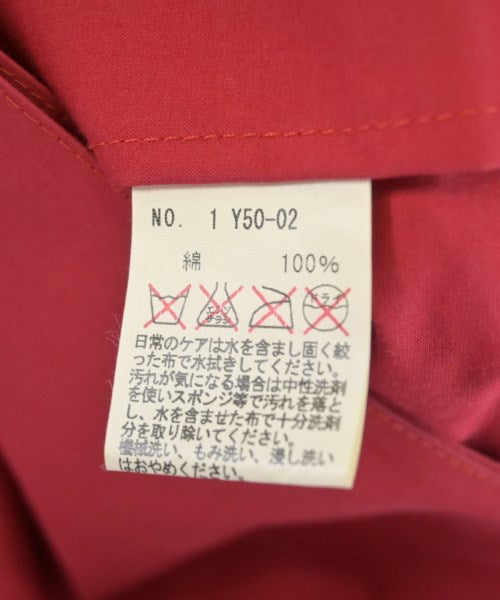 NO. 1 Y50-02
綿 100%
エンソ サラシ ドライ
日常のケアは水を含まし固く絞
った布で水拭きしてください。
汚れが気になる場合は中性洗剤
を使いスポンジ等で汚れを落と
し、水を含ませた布で十分洗剤
分を取り除いてください。
機械洗い、もみ洗い、浸し洗い
はおやめください。